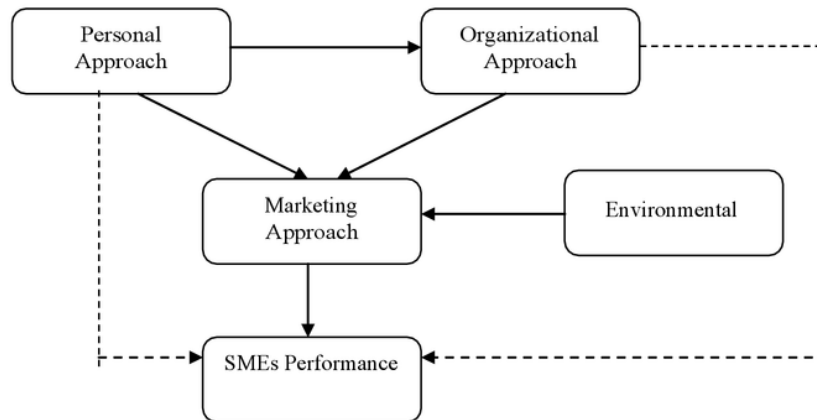 Personal
Approach
Organizational
Approach
Marketing
Approach
Environmental
SMEs Performance